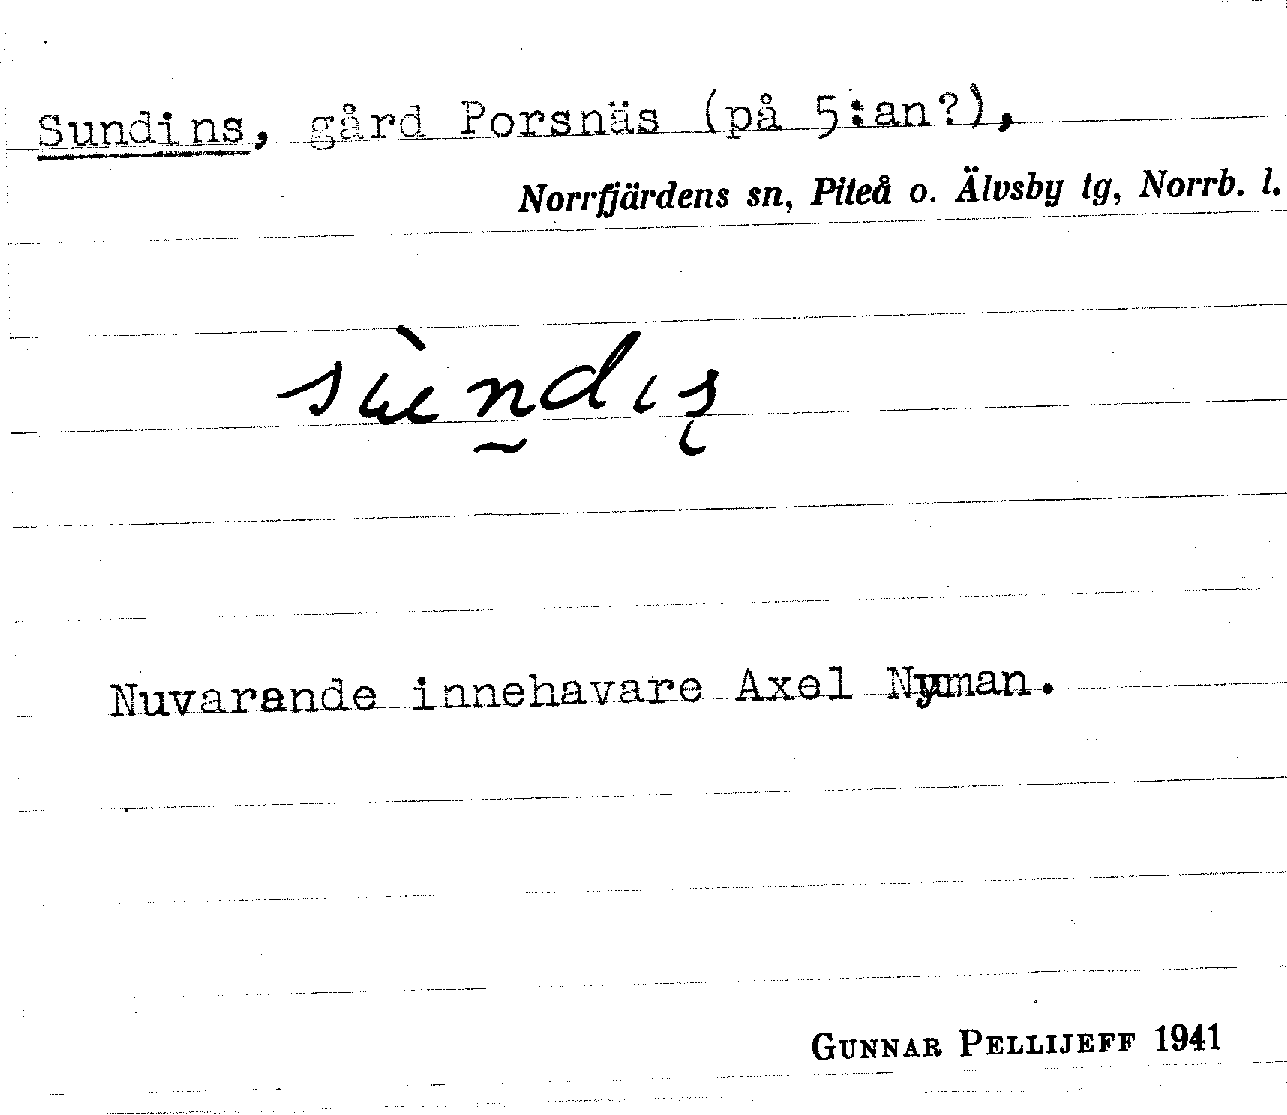 Sundins, gård Porsnäs (på 5:an?),
Norrfjärdens sn, Piteå o. Älvsby tg, Norrb. l.
Nuvarande innehavare Axel Nyman.
GUNNAR PELLIJEFF 1941